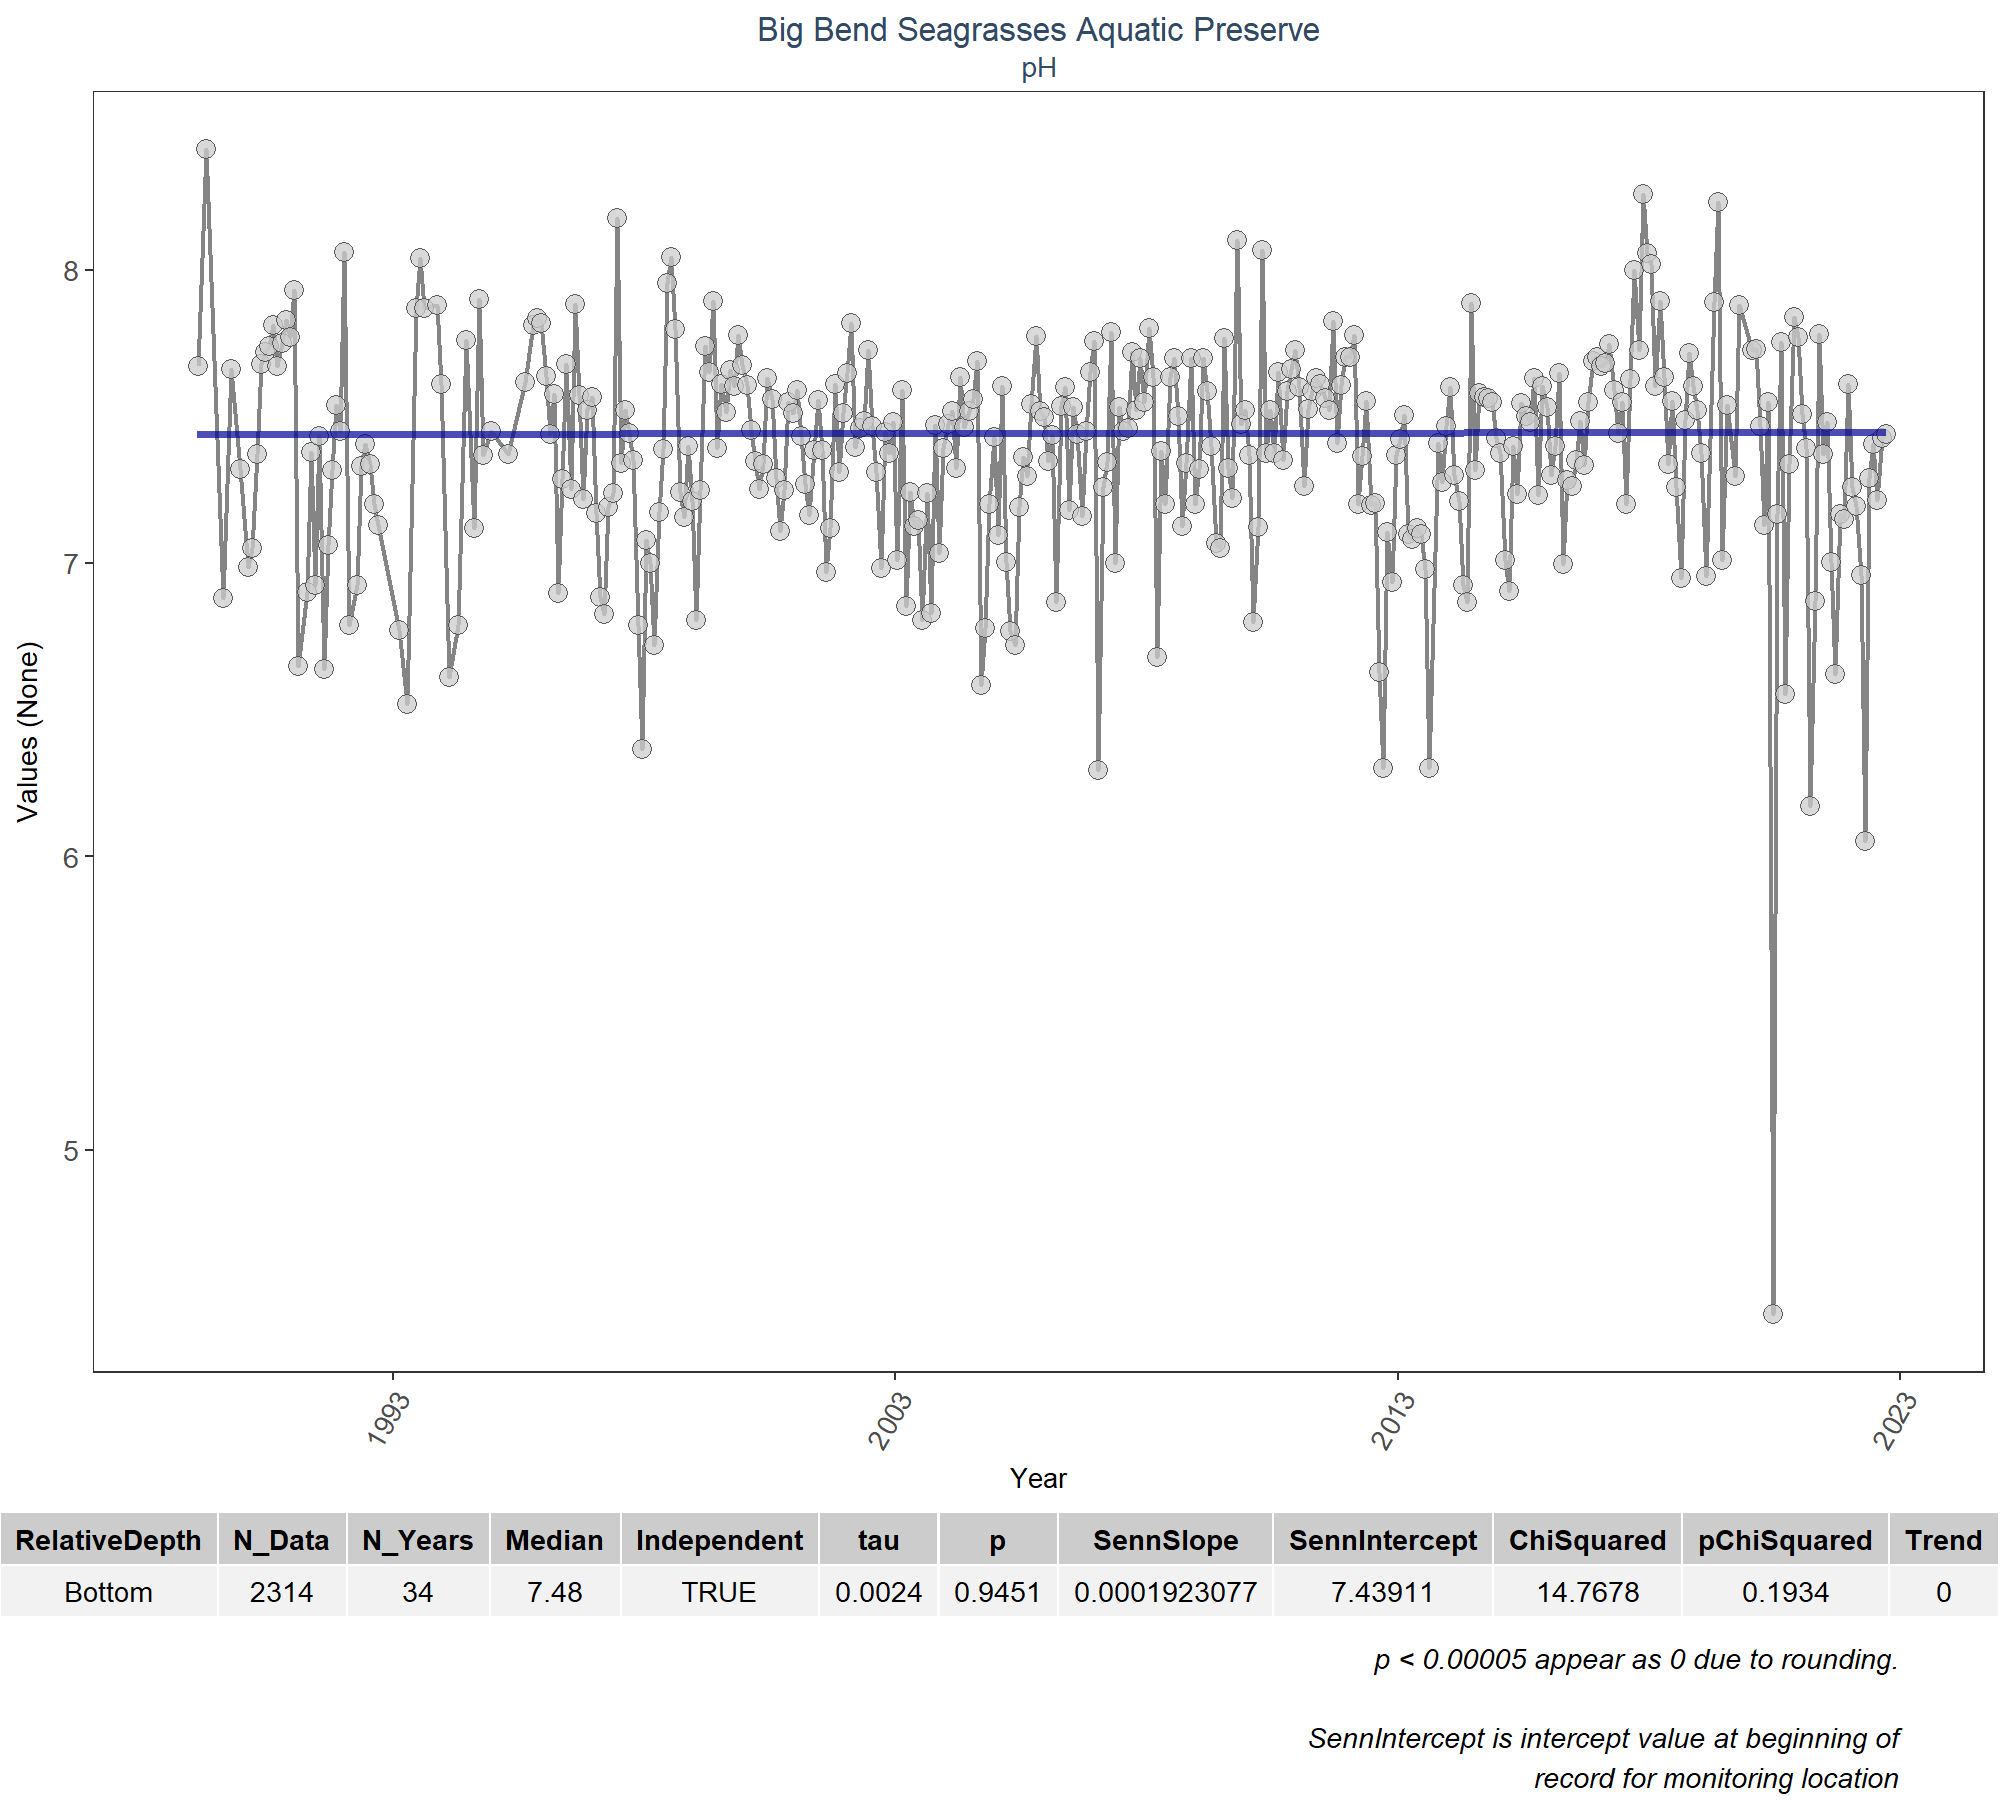 Big Bend Seagrasses Aquatic Preserve
pH
Values (None)
8
7
6
5
1993 2003 2013 2023
Year
RelativeDepth N_Data N_Years Median Independent tau p SennSlope SennIntercept ChiSquared pChiSquared Trend
Bottom 2314 34 7.48 TRUE 0.0024 0.9451 0.0001923077 7.43911 14.7678 0.1934 0
p < 0.00005 appear as 0 due to rounding.
SennIntercept is intercept value at beginning of
record for monitoring location